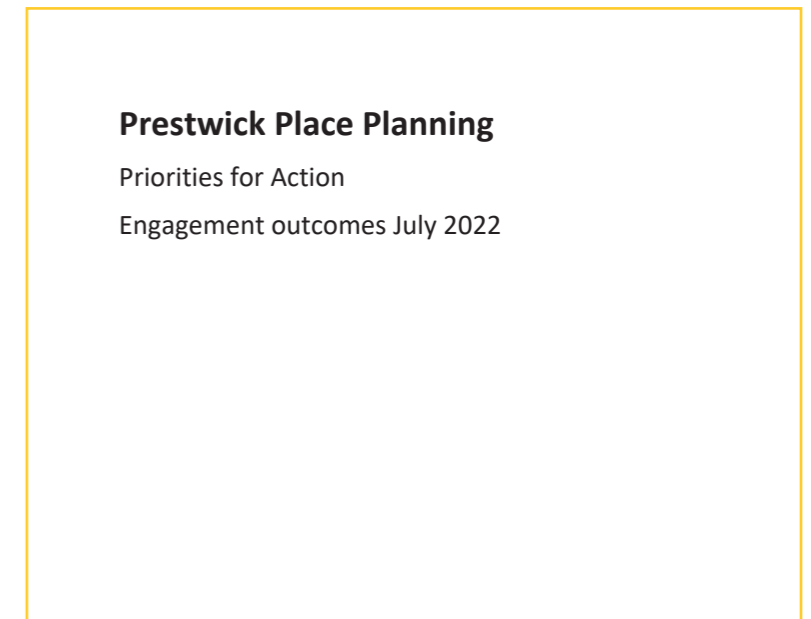 Prestwick Place Planning
Priorities for Action
Engagement outcomes July 2022